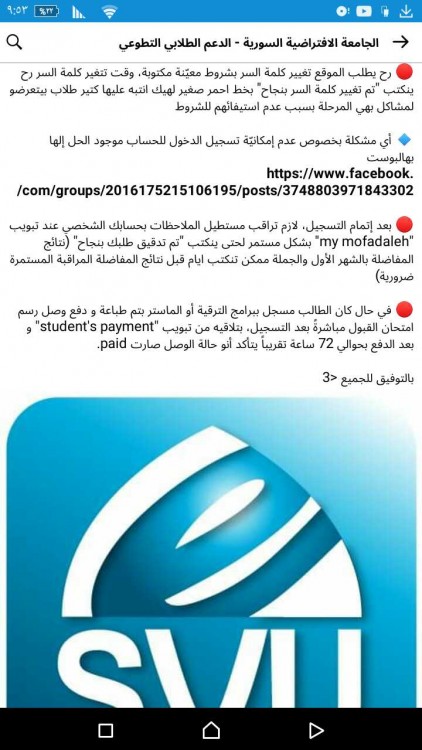 ٩:٥٣
%٢٢
الجامعة الافتراضية السورية - الدعم الطلابي التطوعي
🔴 رح يطلب الموقع تغيير كلمة السر بشروط معيّنة مكتوبة، وقت تتغير كلمة السر رح
ينكتب "تم تغيير كلمة السر بنجاح" بخط احمر صغير لهيك انتبه عليها كتير طلاب بيتعرضو
لمشاكل بهي المرحلة بسبب عدم استيفائهم للشروط
🔹 أي مشكلة بخصوص عدم إمكانيّة تسجيل الدخول للحساب موجود الحل إلها
بهالبوست
https://www.facebook.
com/groups/2016175215106195/posts/3748803971843302/
🔴 بعد إتمام التسجيل، لازم تراقب مستطيل الملاحظات بحسابك الشخصي عند تبويب
"my mofadaleh" بشكل مستمر لحتى ينكتب "تم تدقيق طلبك بنجاح" (نتائج
المفاضلة بالشهر الأول والجملة ممكن تنكتب ايام قبل نتائج المفاضلة المراقبة المستمرة
ضرورية)
🔴 في حال كان الطالب مسجل ببرامج الترقية أو الماستر بتم طباعة و دفع وصل رسم
امتحان القبول مباشرةً بعد التسجيل، بتلاقيه من تبويب "student's payment" و
بعد الدفع بحوالي 72 ساعة تقريباً يتأكد أنو حالة الوصل صارت paid.
بالتوفيق للجميع <3
SVU